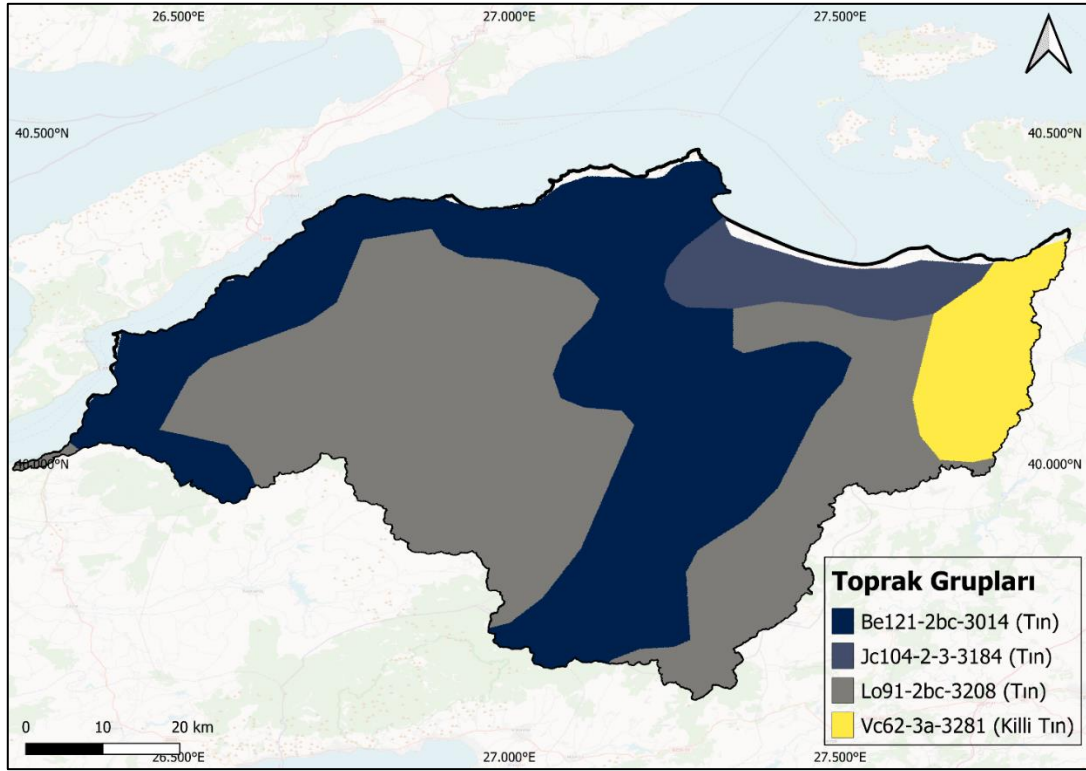 26.500°E 27.000°E 27.500°E
40.500°N 40.500°N
40.000°N 40.000°N
Toprak Grupları
Be121-2bc-3014 (Tın)
Jc104-2-3-3184 (Tın)
Lo91-2bc-3208 (Tın)
Vc62-3a-3281 (Killi Tın)
0 10 20 km
26.500°E 27.000°E 27.500°E